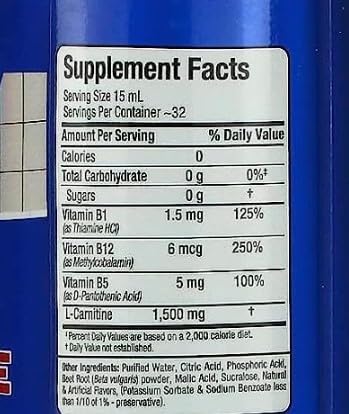 Supplement Facts
Serving Size 15 mL
Servings Per Container ~32
Amount Per Serving % Daily Value
Calories 0
Total Carbohydrate 0 g 0%‡
Sugars 0 g †
Vitamin B1 1.5 mg 125%
(as Thiamine HCl)
Vitamin B12 6 mcg 250%
(as Methylcobalamin)
Vitamin B5 5 mg 100%
(as D-Pantothenic Acid)
L-Carnitine 1,500 mg †
‡Percent Daily Values are based on a 2,000 calorie diet.
† Daily Value not established.
Other Ingredients: Purified Water, Citric Acid, Phosphoric Acid,
Beet Root (Beta vulgaris) powder, Malic Acid, Sucralose, Natural
& Artificial Flavors, (Potassium Sorbate & Sodium Benzoate less
than 1/10 of 1% - preservative).
E